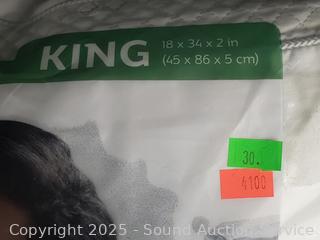 KING
18 x 34 x 2 in
(45 x 86 x 5 cm)
30.
4100
Copyright 2025 - Sound Auction Service